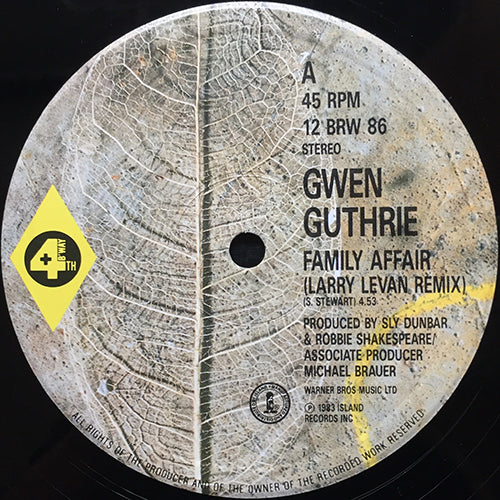 A
45 RPM
12 BRW 86
STEREO
GWEN
GUTHRIE
FAMILY AFFAIR
(LARRY LEVAN REMIX)
(S. STEWART) 4.53
PRODUCED BY SLY DUNBAR
& ROBBIE SHAKESPEARE/
ASSOCIATE PRODUCER
MICHAEL BRAUER
WARNER BROS MUSIC LTD
Ⓟ 1983 ISLAND
RECORDS INC
4TH + B'WAY
ALL RIGHTS OF THE PRODUCER AND OF THE OWNER OF THE RECORDED WORK RESERVED